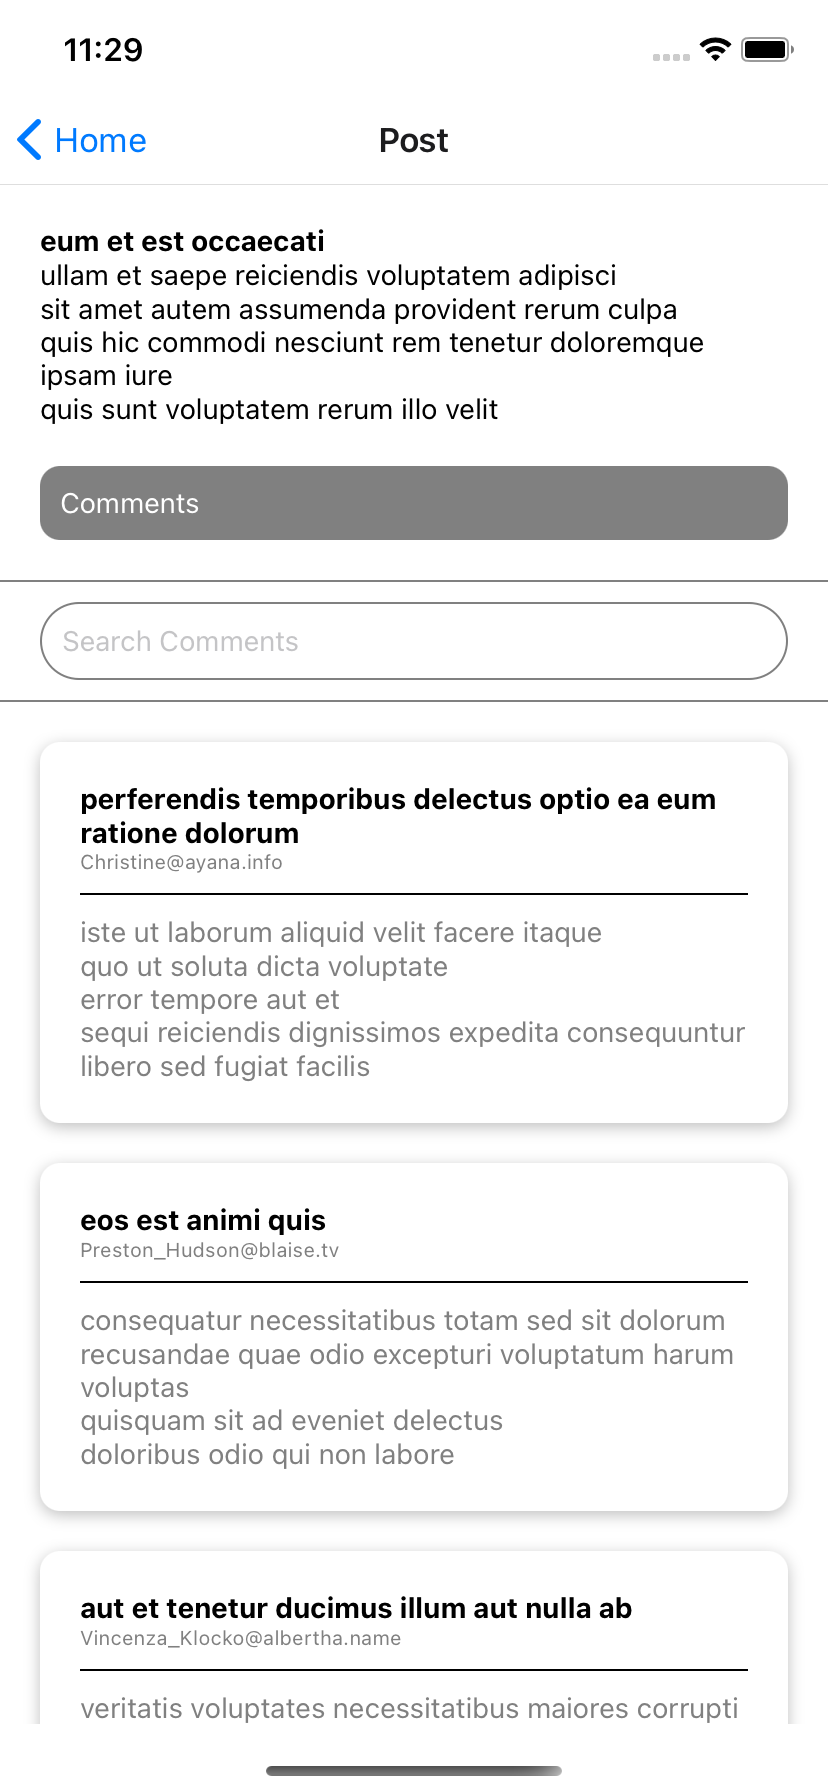 11:29
Home
Post
eum et est occaecati
ullam et saepe reiciendis voluptatem adipisci
sit amet autem assumenda provident rerum culpa
quis hic commodi nesciunt rem tenetur doloremque
ipsam iure
quis sunt voluptatem rerum illo velit
Comments
Search Comments
perferendis temporibus delectus optio ea eum
ratione dolorum
Christine@ayana.info
iste ut laborum aliquid velit facere itaque
quo ut soluta dicta voluptate
error tempore aut et
sequi reiciendis dignissimos expedita consequuntur
libero sed fugiat facilis
eos est animi quis
Preston_Hudson@blaise.tv
consequatur necessitatibus totam sed sit dolorum
recusandae quae odio excepturi voluptatum harum
voluptas
quisquam sit ad eveniet delectus
doloribus odio qui non labore
aut et tenetur ducimus illum aut nulla ab
Vincenza_Klocko@albertha.name
veritatis voluptates necessitatibus maiores corrupti